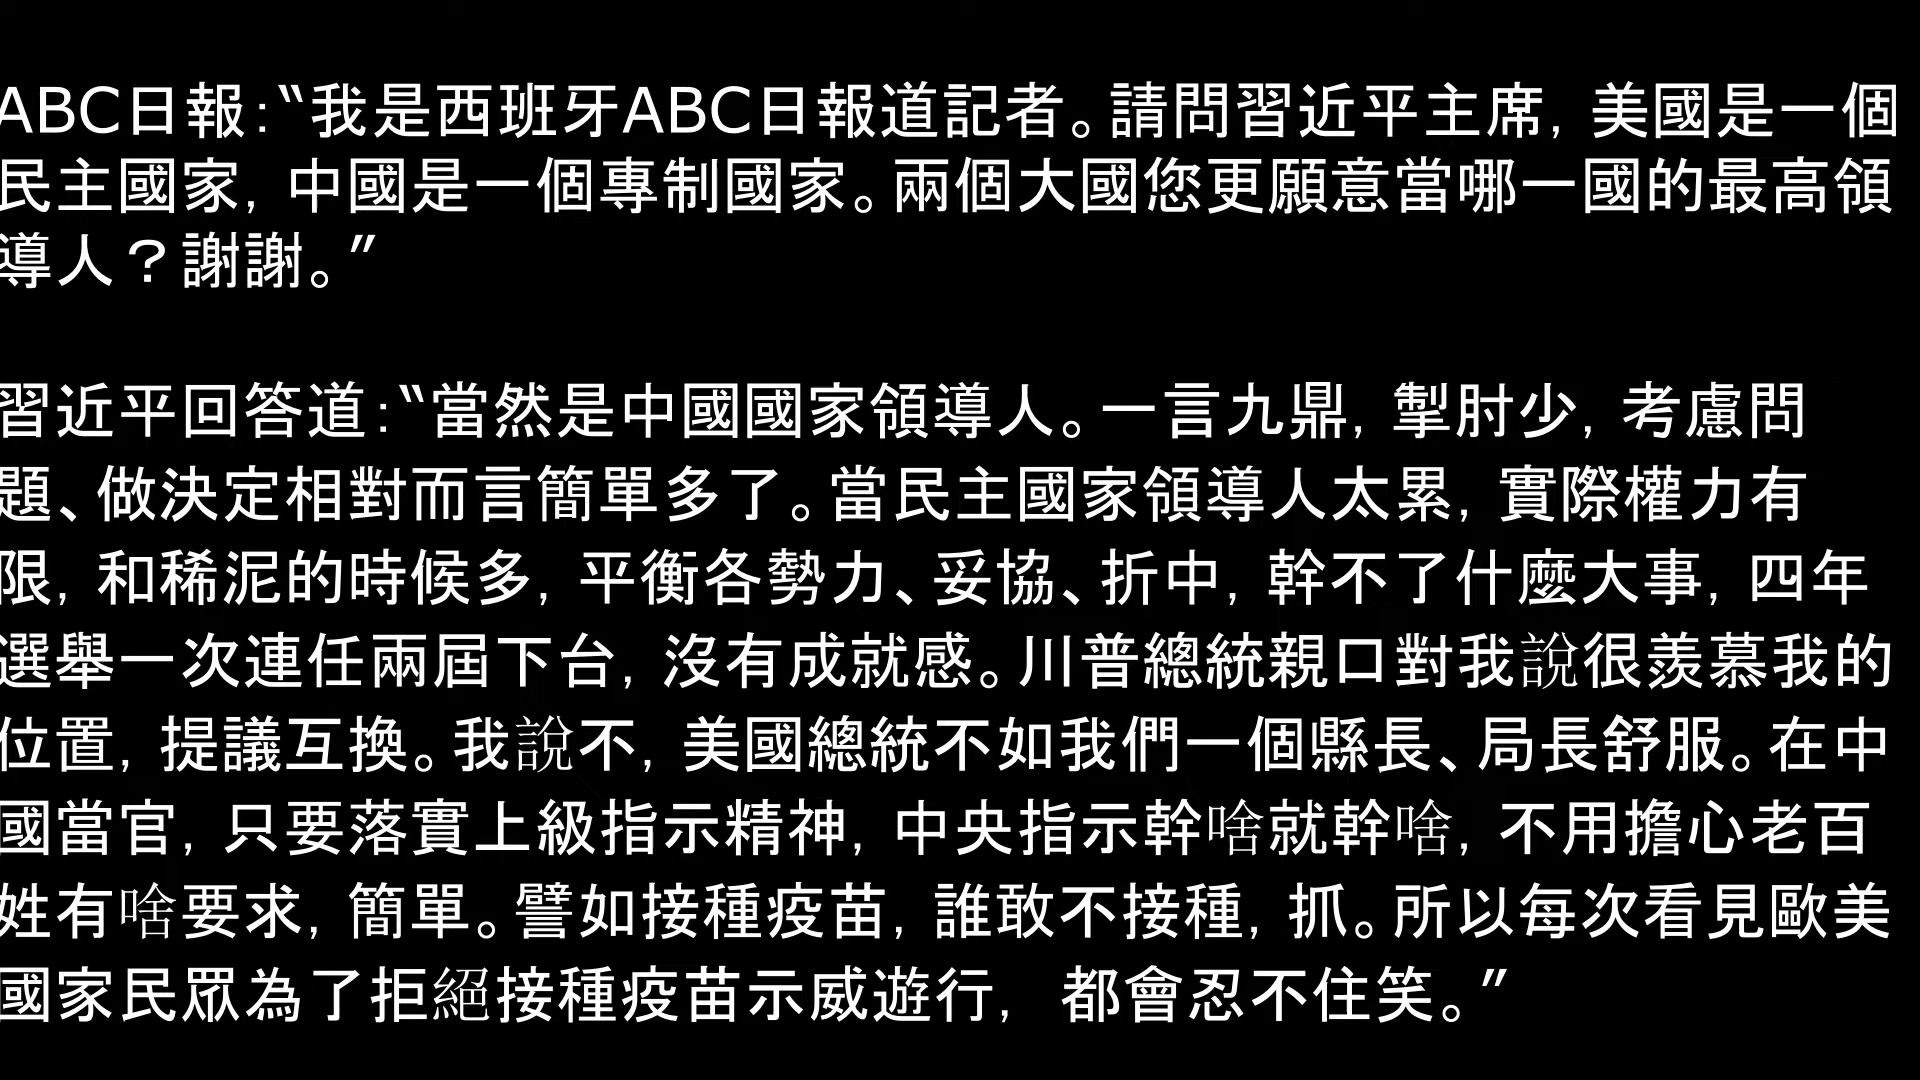 ABC日報:“我是西班牙ABC日報道記者。請問習近平主席, 美國是一個
民主國家, 中國是一個專制國家。兩個大國您更願意當哪一國的最高領
導人？謝謝。”
習近平回答道:“當然是中國國家領導人。一言九鼎, 掣肘少, 考慮問
題、做決定相對而言簡單多了。當民主國家領導人太累, 實際權力有
限, 和稀泥的時候多, 平衡各勢力、妥協、折中, 幹不了什麼大事, 四年
選舉一次連任兩屆下台, 沒有成就感。川普總統親口對我說很羨慕我的
位置, 提議互換。我說不, 美國總統不如我們一個縣長、局長舒服。在中
國當官, 只要落實上級指示精神, 中央指示幹啥就幹啥, 不用擔心老百
姓有啥要求, 簡單。譬如接種疫苗, 誰敢不接種, 抓。所以每次看見歐美
國家民眾為了拒絕接種疫苗示威遊行, 都會忍不住笑。”